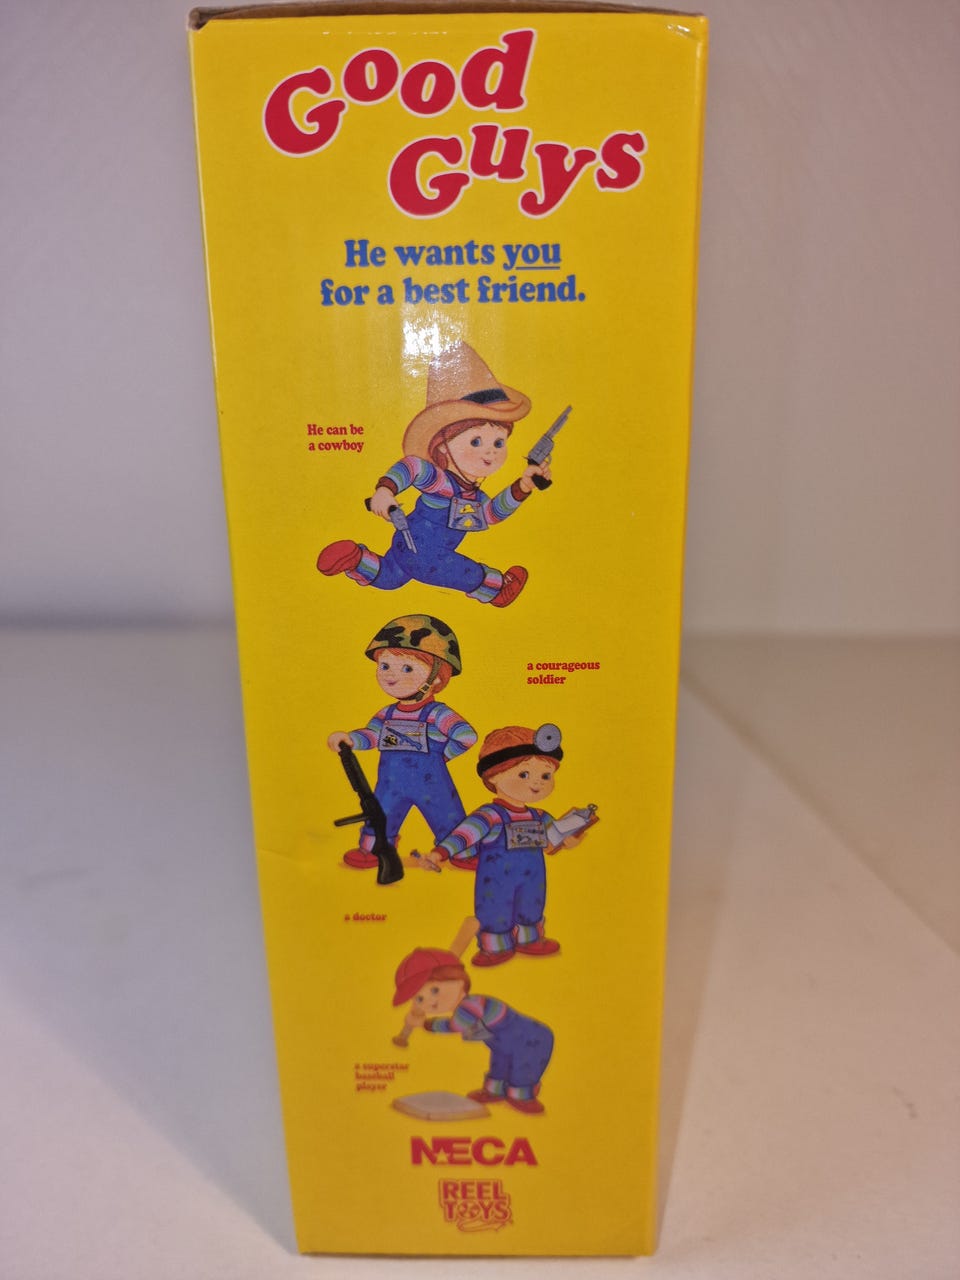 Good
Guys
He wants you
for a best friend.
He can be
a cowboy
a courageous
soldier
a doctor
a superstar
baseball
player
NECA
REEL
TOYS